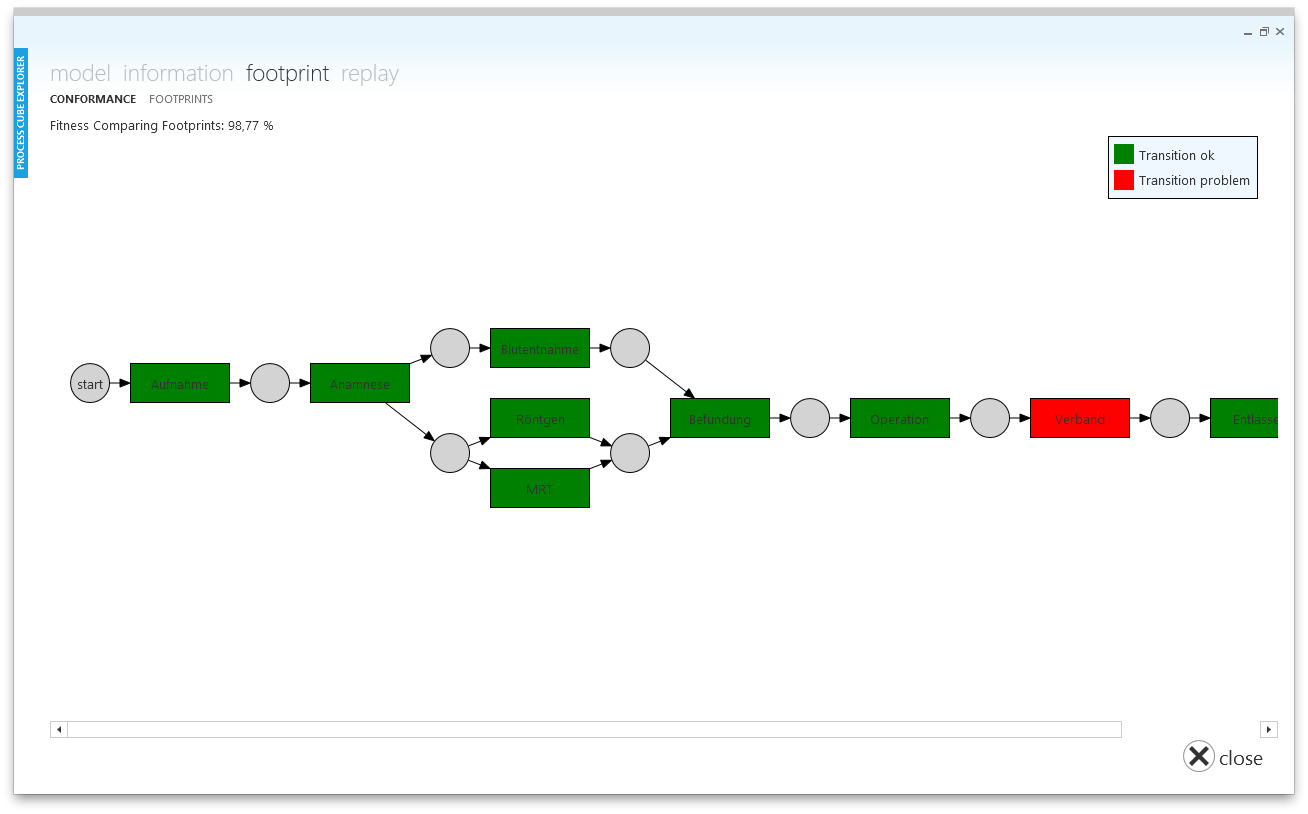 PROCESS CUBE EXPLORER
model information footprint replay
CONFORMANCE FOOTPRINTS
Fitness Comparing Footprints: 98,77 %
Transition ok
Transition problem
start
Aufnahme
Anamnese
Blutentnahme
Röntgen
MRT
Befundung
Operation
Verband
Entlasse
close